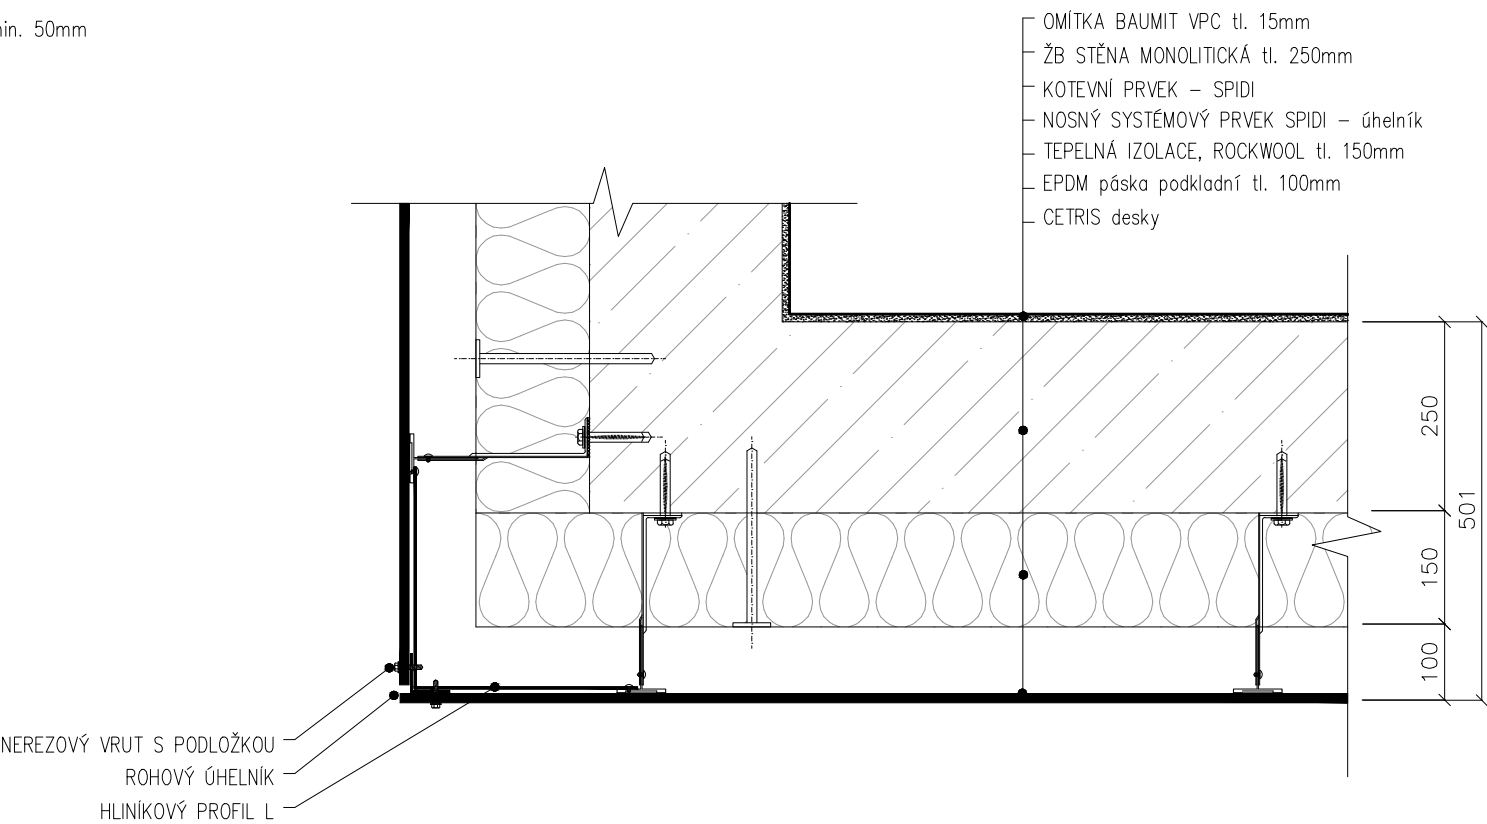 in. 50mm
OMÍTKA BAUMIT VPC tl. 15mm
ŽB STĚNA MONOLITICKÁ tl. 250mm
KOTEVNÍ PRVEK – SPIDI
NOSNÝ SYSTÉMOVÝ PRVEK SPIDI – úhelník
TEPELNÁ IZOLACE, ROCKWOOL tl. 150mm
EPDM páska podkladní tl. 100mm
CETRIS desky
250
150
100
501
NEREZOVÝ VRUT S PODLOŽKOU
ROHOVÝ ÚHELNÍK
HLINÍKOVÝ PROFIL L